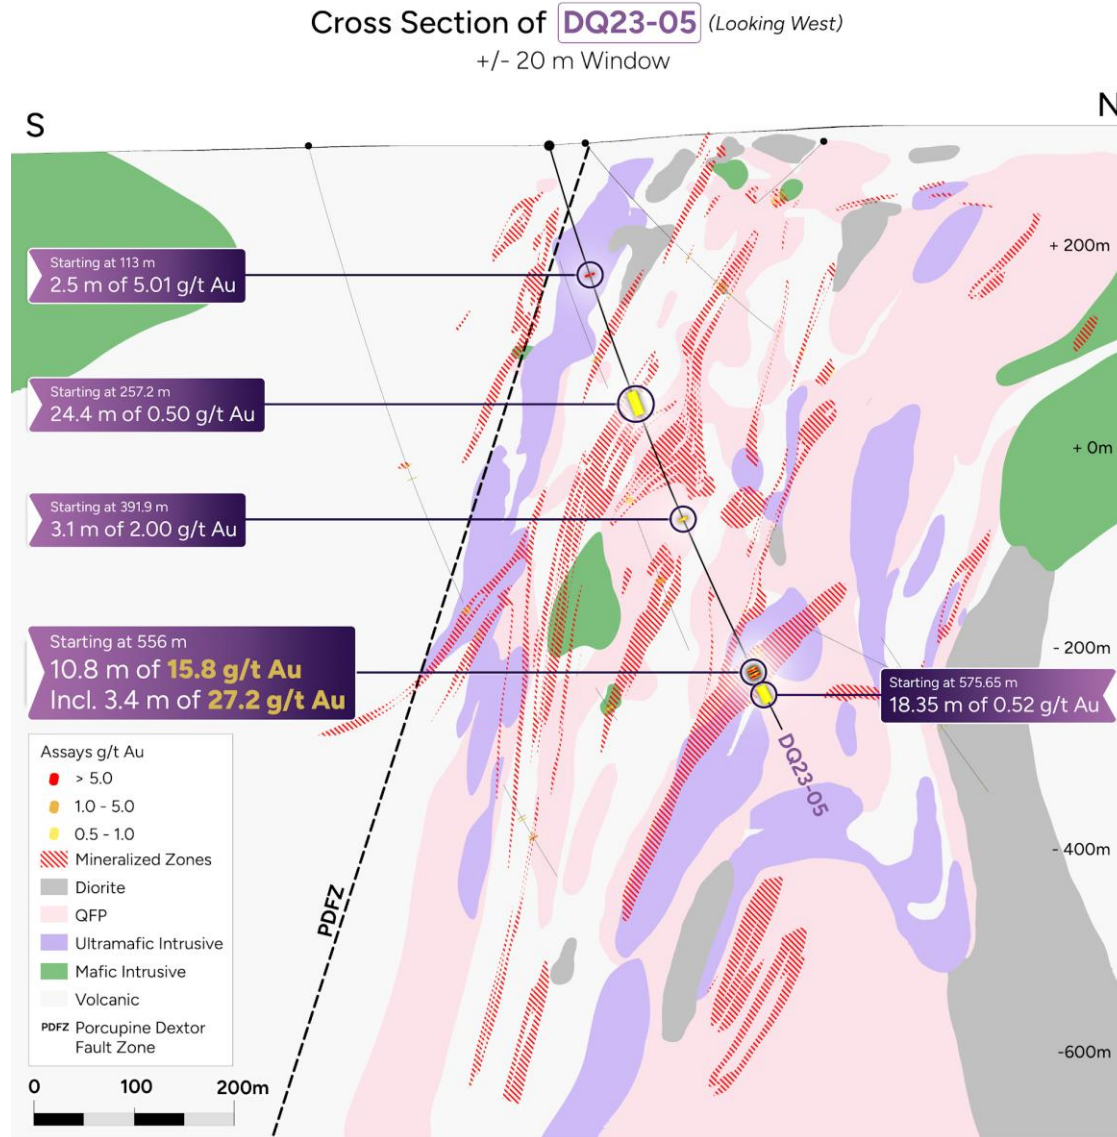 Cross Section of DQ23-05 (Looking West)
+/- 20 m Window
S
N
Starting at 113 m
2.5 m of 5.01 g/t Au
+ 200m
Starting at 257.2 m
24.4 m of 0.50 g/t Au
+ 0m
Starting at 391.9 m
3.1 m of 2.00 g/t Au
Starting at 556 m
10.8 m of 15.8 g/t Au
Incl. 3.4 m of 27.2 g/t Au
- 200m
Starting at 575.65 m
18.35 m of 0.52 g/t Au
DQ23-05
- 400m
PDFZ
-600m
Assays g/t Au
> 5.0
1.0 - 5.0
0.5 - 1.0
Mineralized Zones
Diorite
QFP
Ultramafic Intrusive
Mafic Intrusive
Volcanic
PDFZ Porcupine Dextor
Fault Zone
0 100 200m